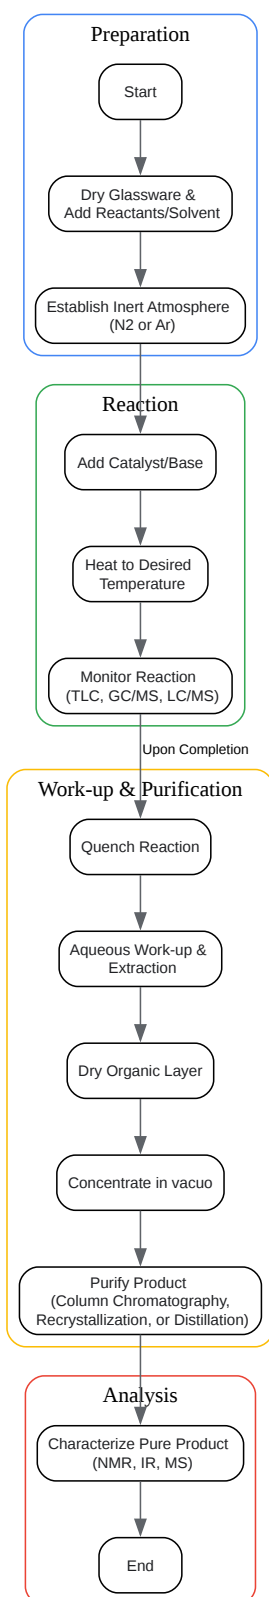 Preparation
Start
Dry Glassware &
Add Reactants/Solvent
Establish Inert Atmosphere
(N2 or Ar)
Reaction
Add Catalyst/Base
Heat to Desired
Temperature
Monitor Reaction
(TLC, GC/MS, LC/MS)
Upon Completion
Work-up & Purification
Quench Reaction
Aqueous Work-up &
Extraction
Dry Organic Layer
Concentrate in vacuo
Purify Product
(Column Chromatography,
Recrystallization, or Distillation)
Analysis
Characterize Pure Product
(NMR, IR, MS)
End